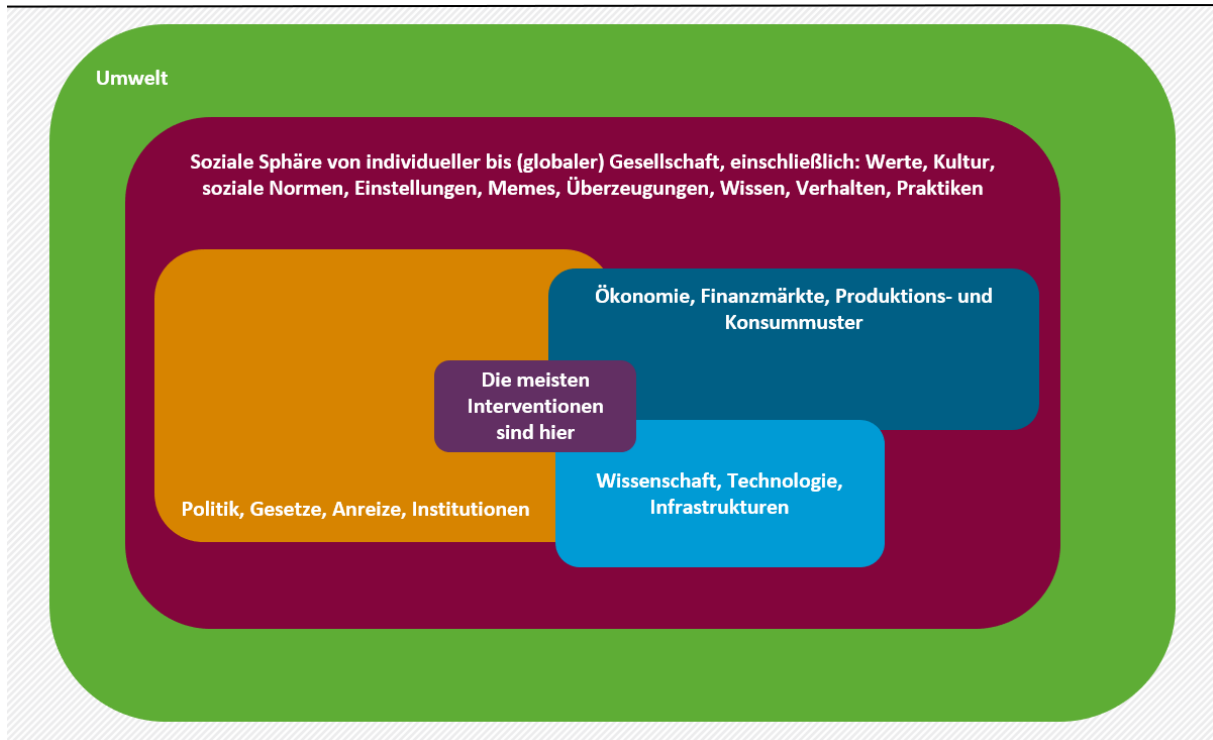 Umwelt
Soziale Sphäre von individueller bis (globaler) Gesellschaft, einschließlich: Werte, Kultur,
soziale Normen, Einstellungen, Memes, Überzeugungen, Wissen, Verhalten, Praktiken
Ökonomie, Finanzmärkte, Produktions- und
Konsummuster
Die meisten
Interventionen
sind hier
Wissenschaft, Technologie,
Infrastrukturen
Politik, Gesetze, Anreize, Institutionen